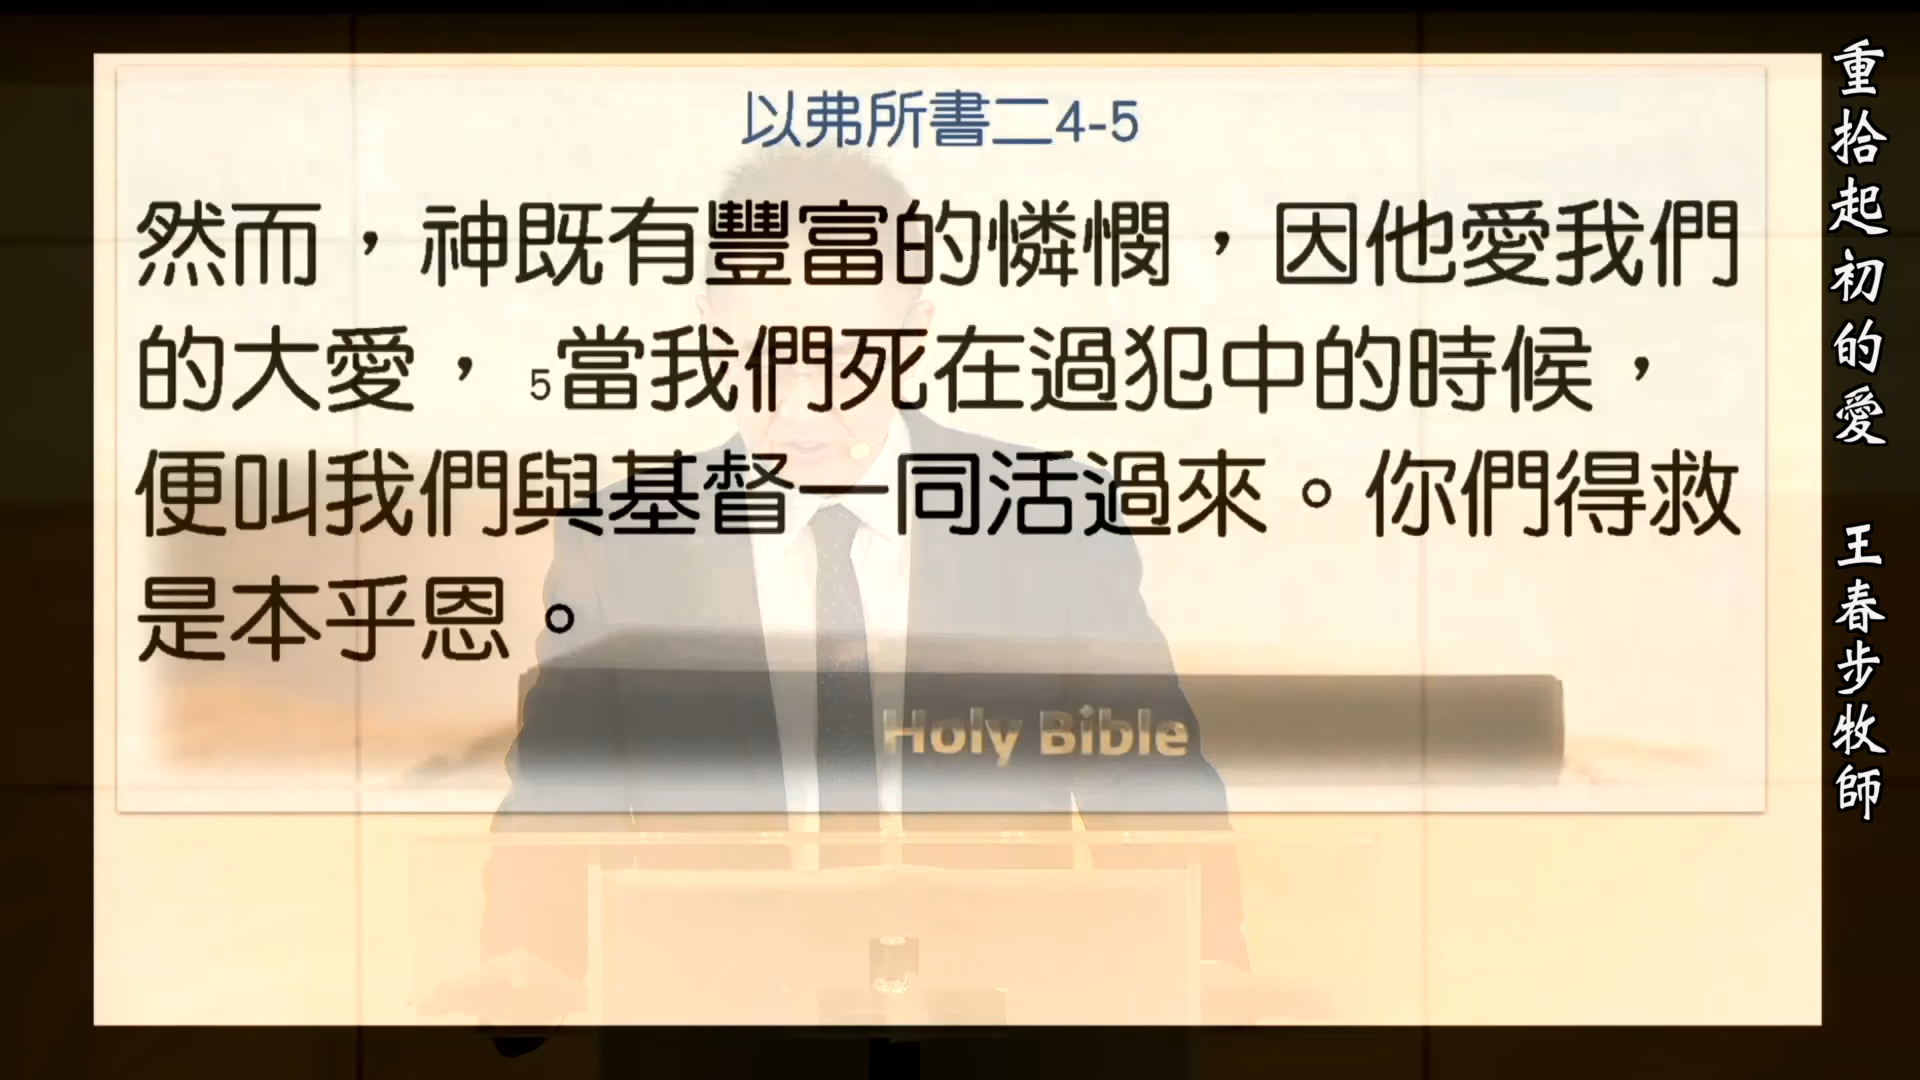 以弗所書二4-5
然而，神既有豐富的憐憫，因他愛我們
的大愛， 5當我們死在過犯中的時候，
便叫我們與基督一同活過來。你們得救
是本乎恩。
Holy Bible
重拾起初的愛 王春步牧師